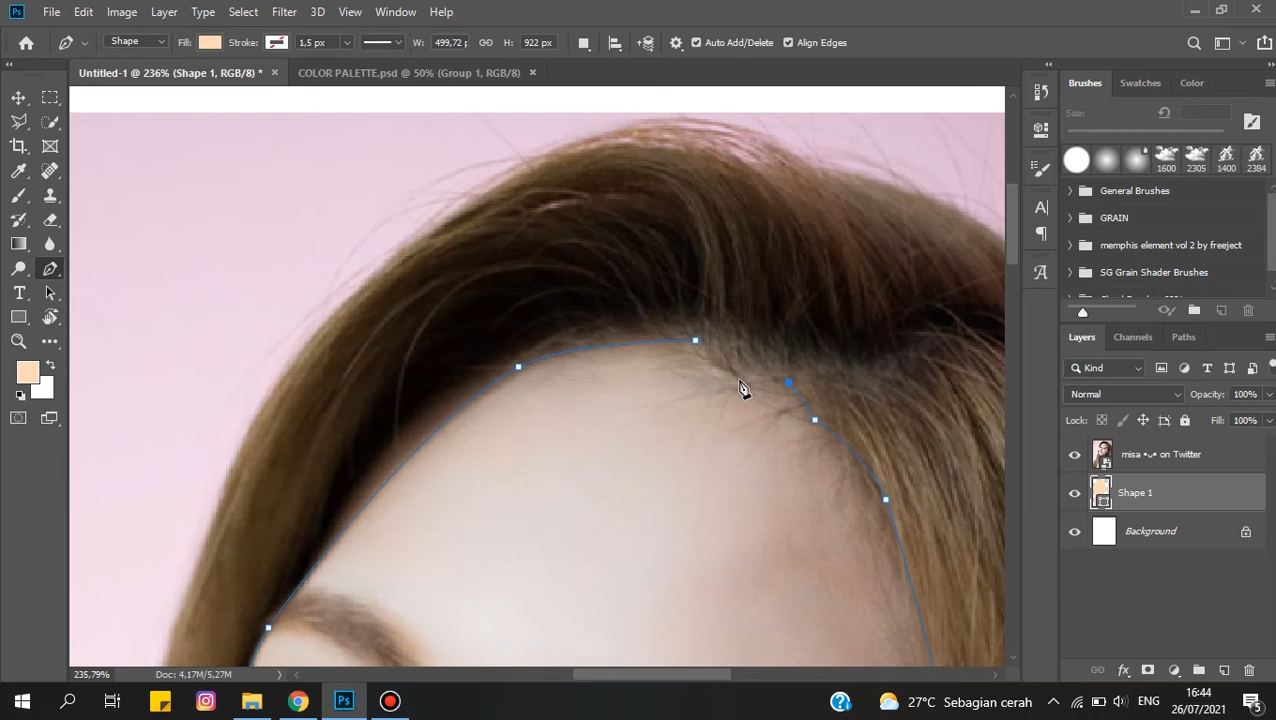 Ps File Edit Image Layer Type Select Filter 3D View Window Help
Shape Fill: Stroke: 1,5 px W: 499,72 p H: 922 px Auto Add/Delete Align Edges
Untitled-1 @ 236% (Shape 1, RGB/8) * × COLOR PALETTE.psd @ 50% (Group 1, RGB/8) ×
Brushes Swatches Color
Size:
1600 2305 1400 2384
General Brushes
GRAIN
memphis element vol 2 by freeject
SG Grain Shader Brushes
Layers Channels Paths
Kind
Normal Opacity: 100%
Lock: Fill: 100%
misa •ᴗ• on Twitter
Shape 1
Background
235,79% Doc: 4,17M/5,27M
Ps 27°C Sebagian cerah ENG 16:44
26/07/2021 5